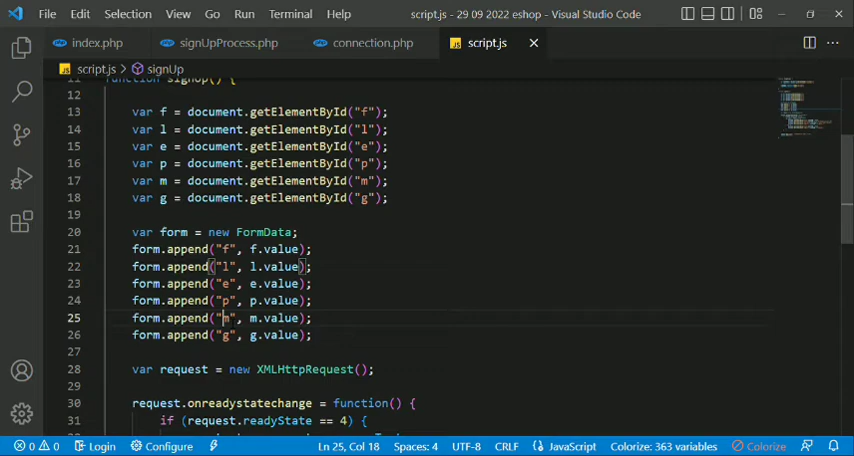 File Edit Selection View Go Run Terminal Help script.js - 29 09 2022 eshop - Visual Studio Code
index.php signUpProcess.php connection.php script.js
script.js > signUp
11 function signUp() {
12
13 var f = document.getElementById("f");
14 var l = document.getElementById("l");
15 var e = document.getElementById("e");
16 var p = document.getElementById("p");
17 var m = document.getElementById("m");
18 var g = document.getElementById("g");
19
20 var form = new FormData;
21 form.append("f", f.value);
22 form.append("l", l.value);
23 form.append("e", e.value);
24 form.append("p", p.value);
25 form.append("m", m.value);
26 form.append("g", g.value);
27
28 var request = new XMLHttpRequest();
29
30 request.onreadystatechange = function() {
31 if (request.readyState == 4) {
0 0 Login Configure Ln 25, Col 18 Spaces: 4 UTF-8 CRLF JavaScript Colorize: 363 variables Colorize